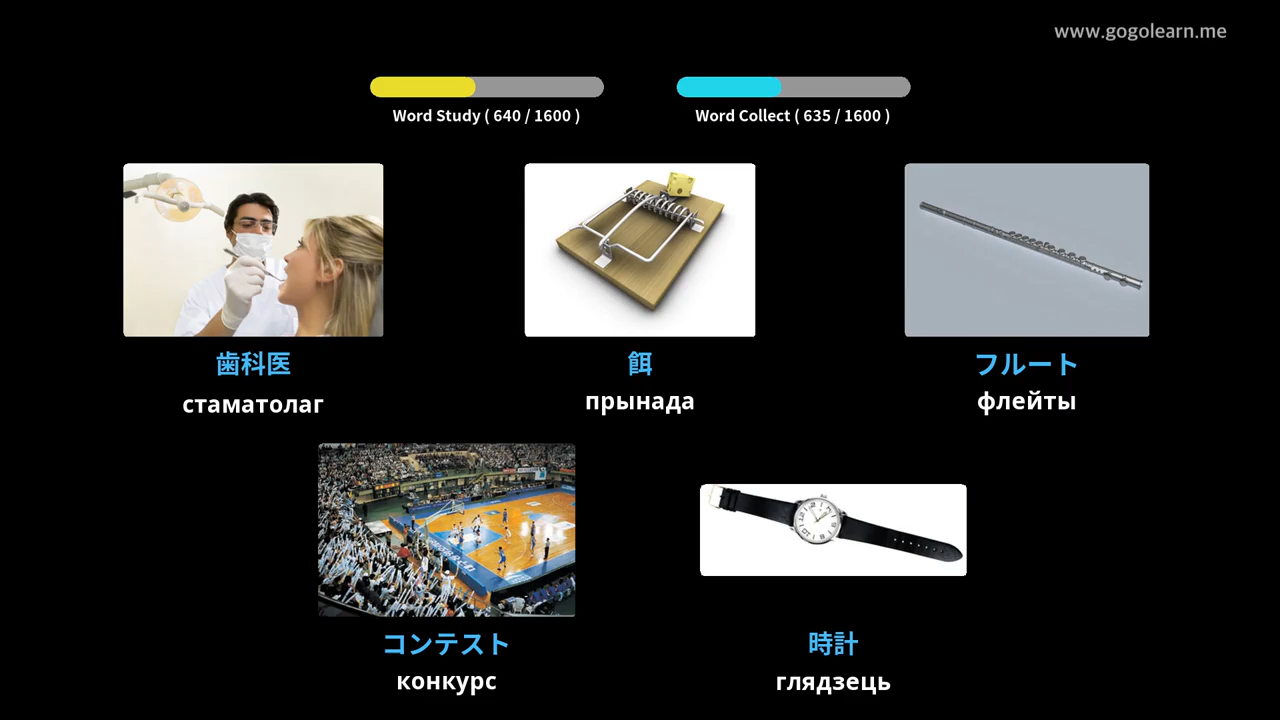 www.gogolearn.me
Word Study ( 640 / 1600 )
Word Collect ( 635 / 1600 )
歯科医
餌
フルート
стаматолаг
прынада
флейты
コンテスト
時計
конкурс
глядзець